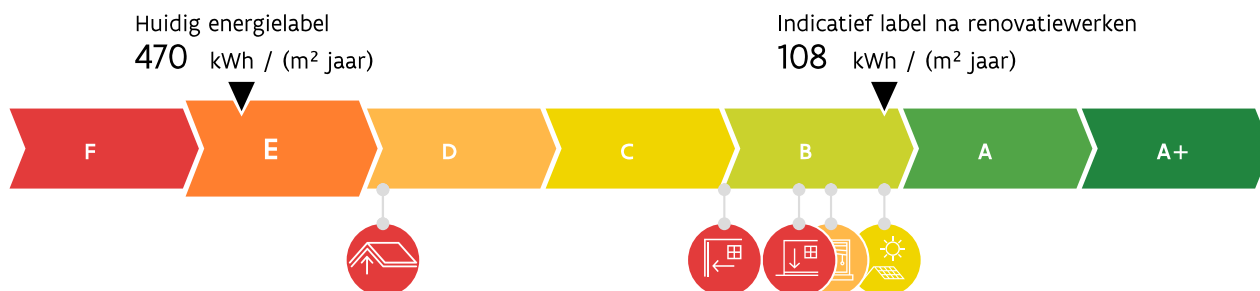 Huidig energielabel
470 kWh / (m² jaar)
Indicatief label na renovatiewerken
108 kWh / (m² jaar)
F E D C B A A+